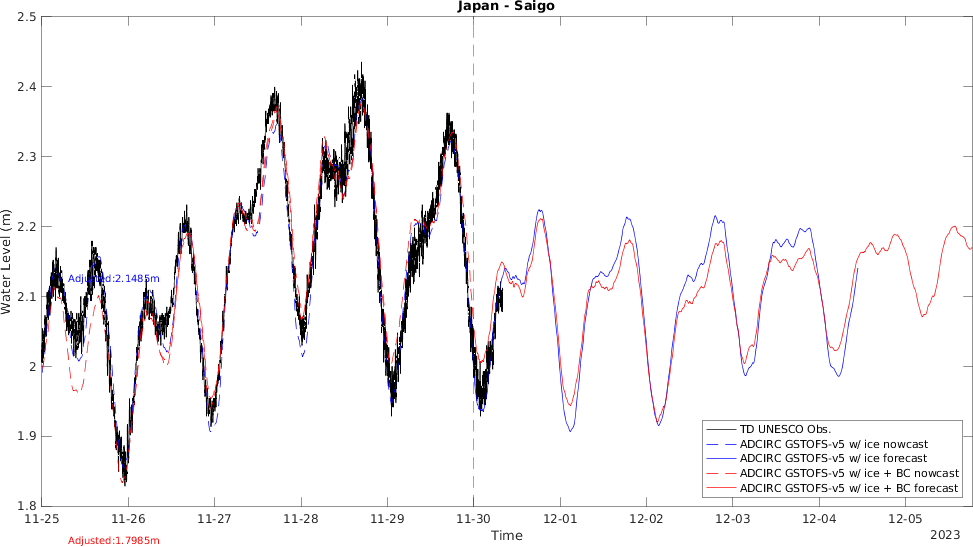 Japan - Saigo
2.5
2.4
2.3
2.2
2.1
2
1.9
1.8
Water Level (m)
Adjusted:2.1485m
TD UNESCO Obs.
ADCIRC GSTOFS-v5 w/ ice nowcast
ADCIRC GSTOFS-v5 w/ ice forecast
ADCIRC GSTOFS-v5 w/ ice + BC nowcast
ADCIRC GSTOFS-v5 w/ ice + BC forecast
11-25 11-26 11-27 11-28 11-29 11-30 12-01 12-02 12-03 12-04 12-05
Time
2023
Adjusted:1.7985m